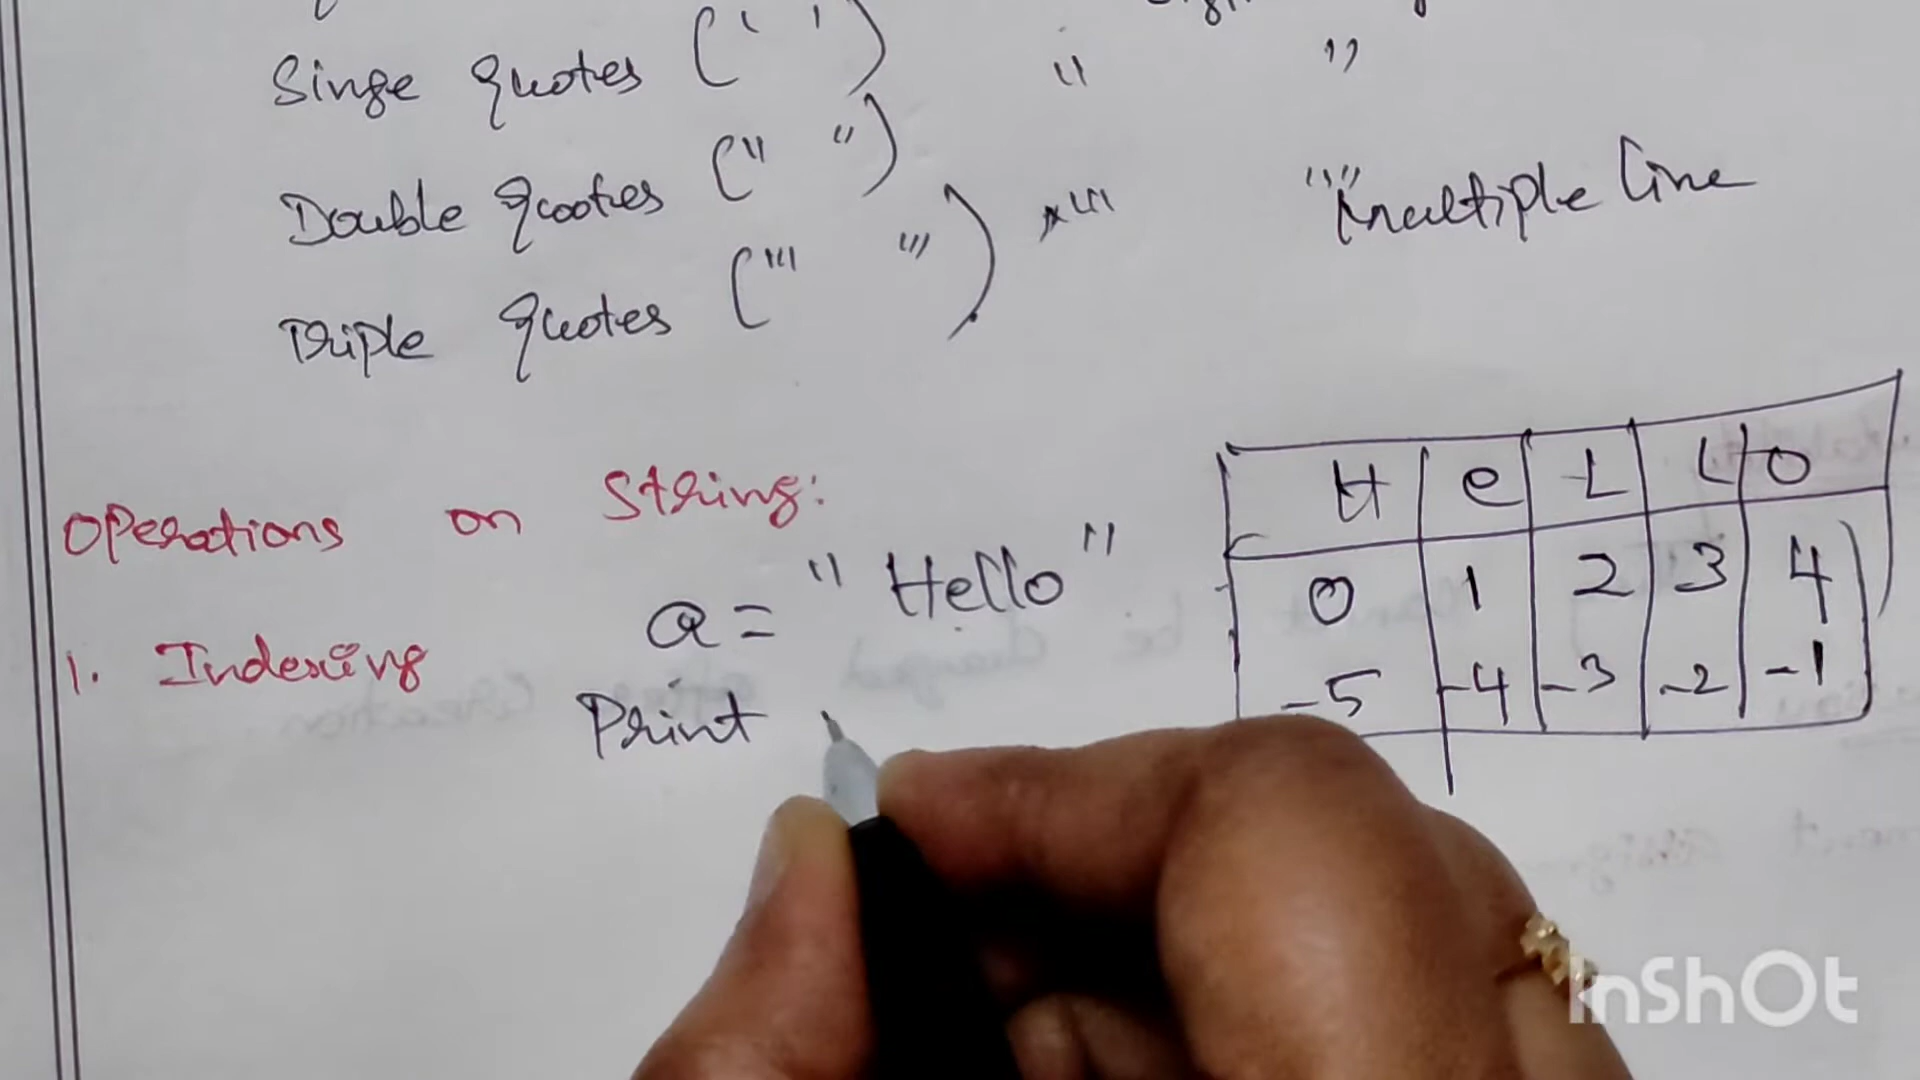 Singe quotes (' ') " "
Double quotes (" ")
Triple quotes (''' ''') """ """ multiple line
Operations on String:
1. Indexing a = "Hello"
Print
H e L L O
0 1 2 3 4
-5 -4 -3 -2 -1
InShOt